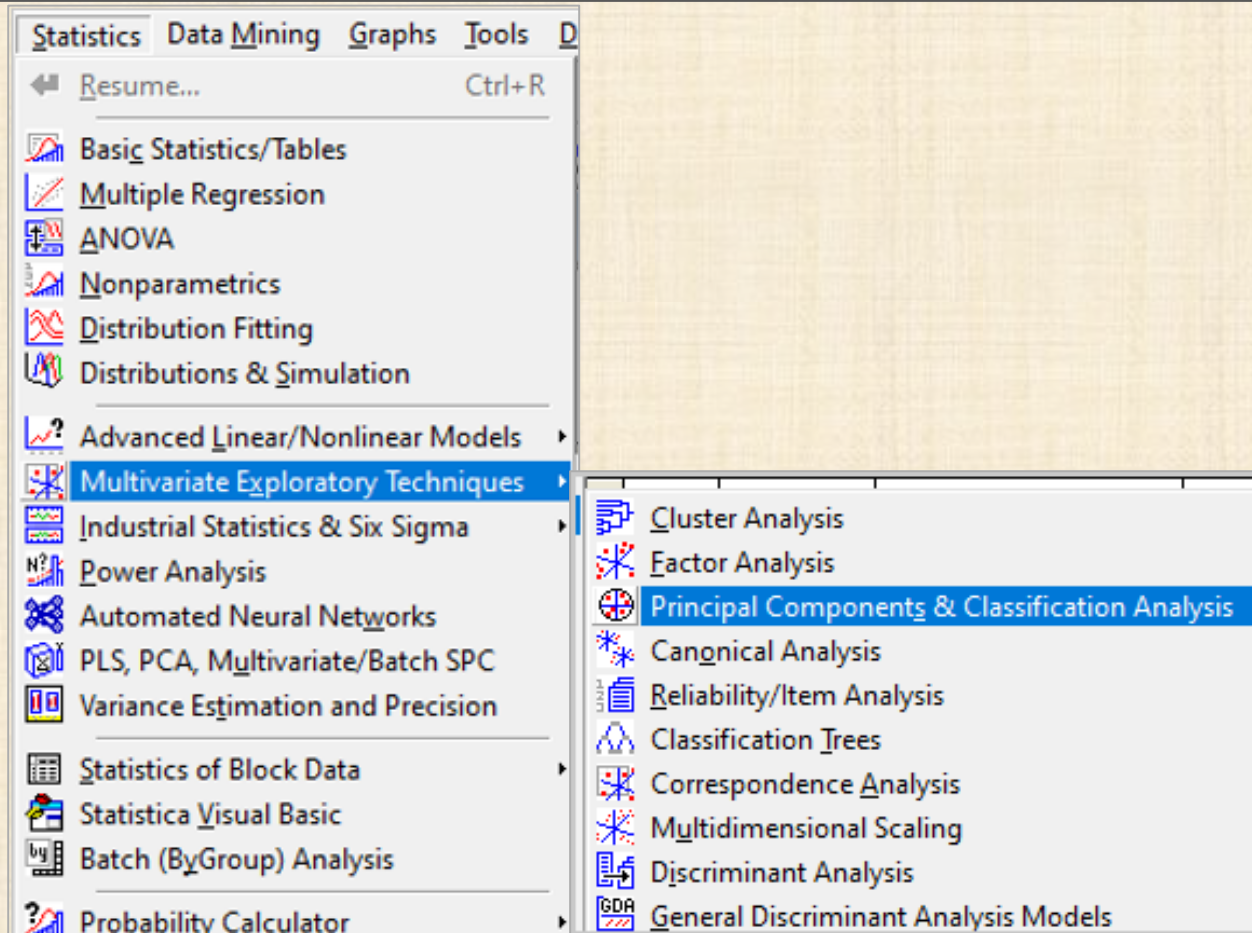 Statistics Data Mining Graphs Tools D
Resume... Ctrl+R
Basic Statistics/Tables
Multiple Regression
ANOVA
Nonparametrics
Distribution Fitting
Distributions & Simulation
Advanced Linear/Nonlinear Models
Multivariate Exploratory Techniques
Industrial Statistics & Six Sigma
Power Analysis
Automated Neural Networks
PLS, PCA, Multivariate/Batch SPC
Variance Estimation and Precision
Statistics of Block Data
Statistica Visual Basic
Batch (ByGroup) Analysis
Probability Calculator
Cluster Analysis
Factor Analysis
Principal Components & Classification Analysis
Canonical Analysis
Reliability/Item Analysis
Classification Trees
Correspondence Analysis
Multidimensional Scaling
Discriminant Analysis
General Discriminant Analysis Models